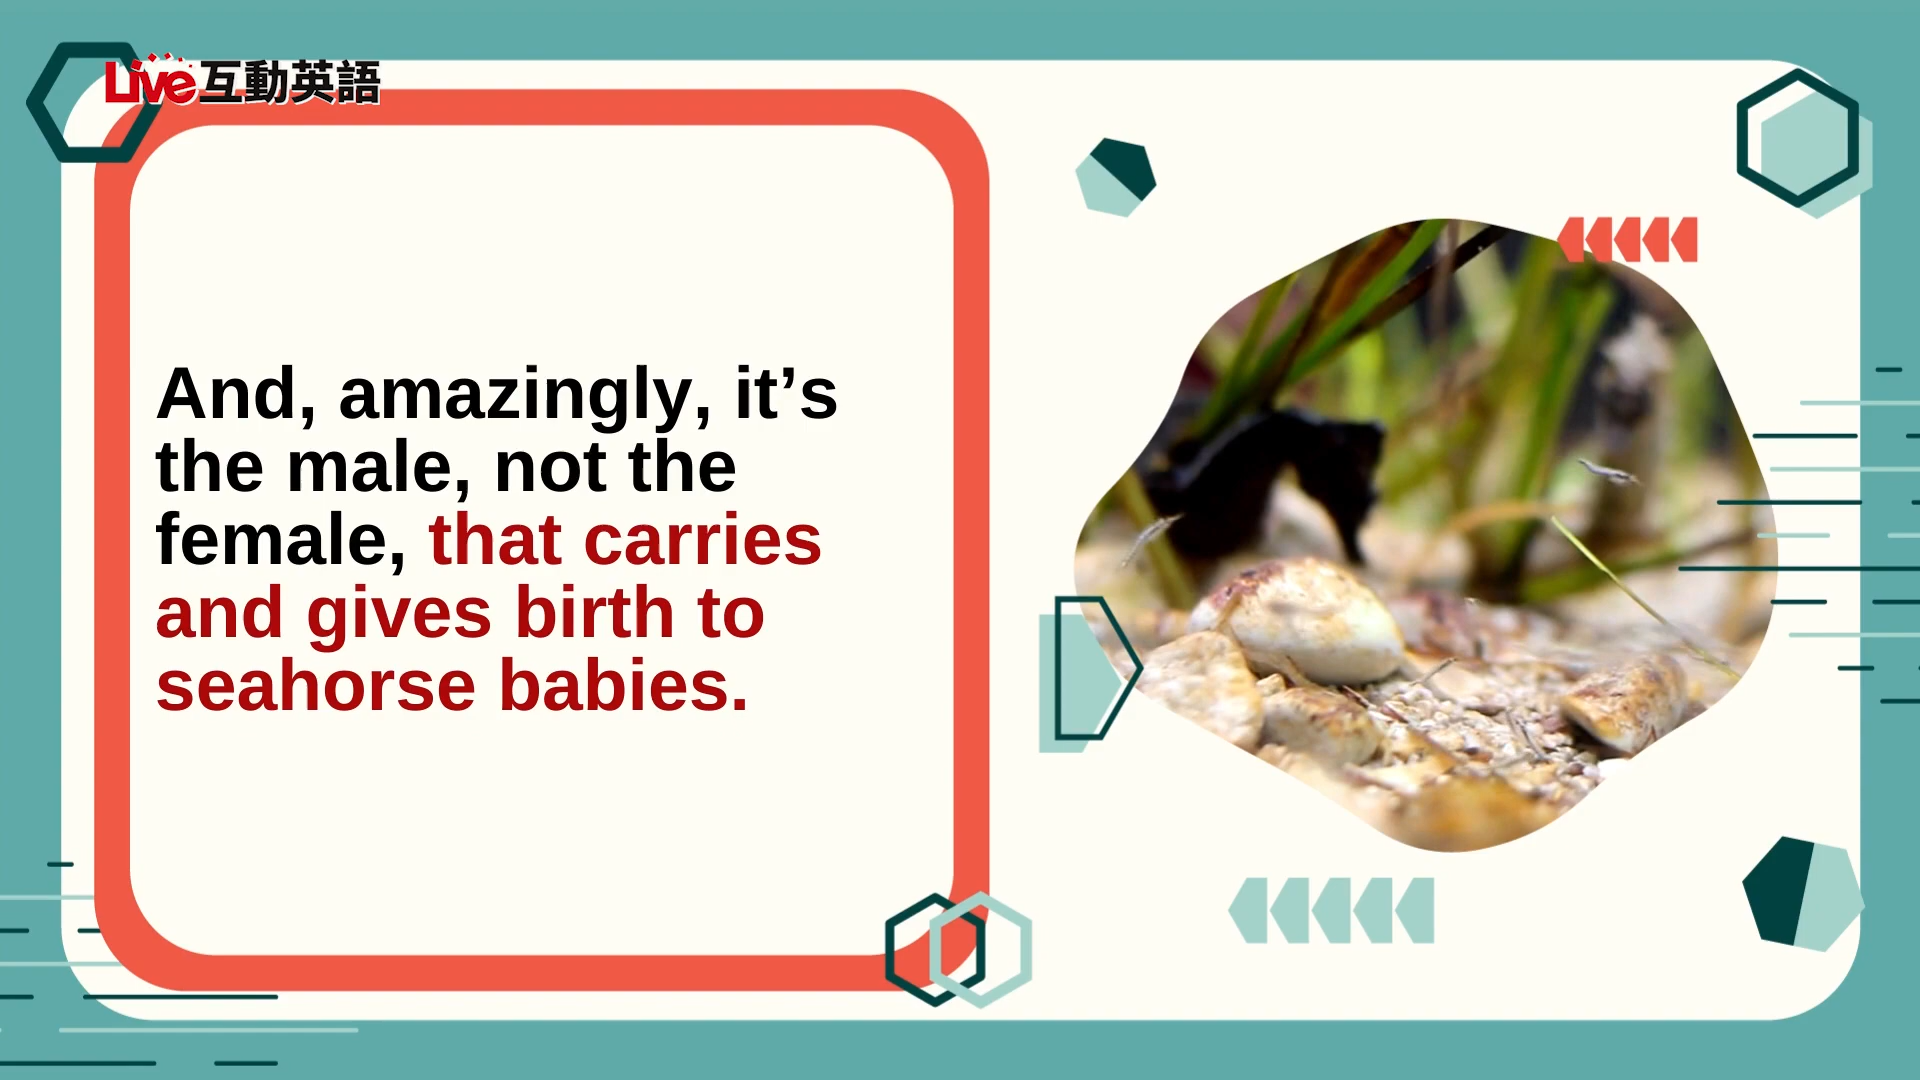 Live互動英語
And, amazingly, it’s
the male, not the
female, that carries
and gives birth to
seahorse babies.